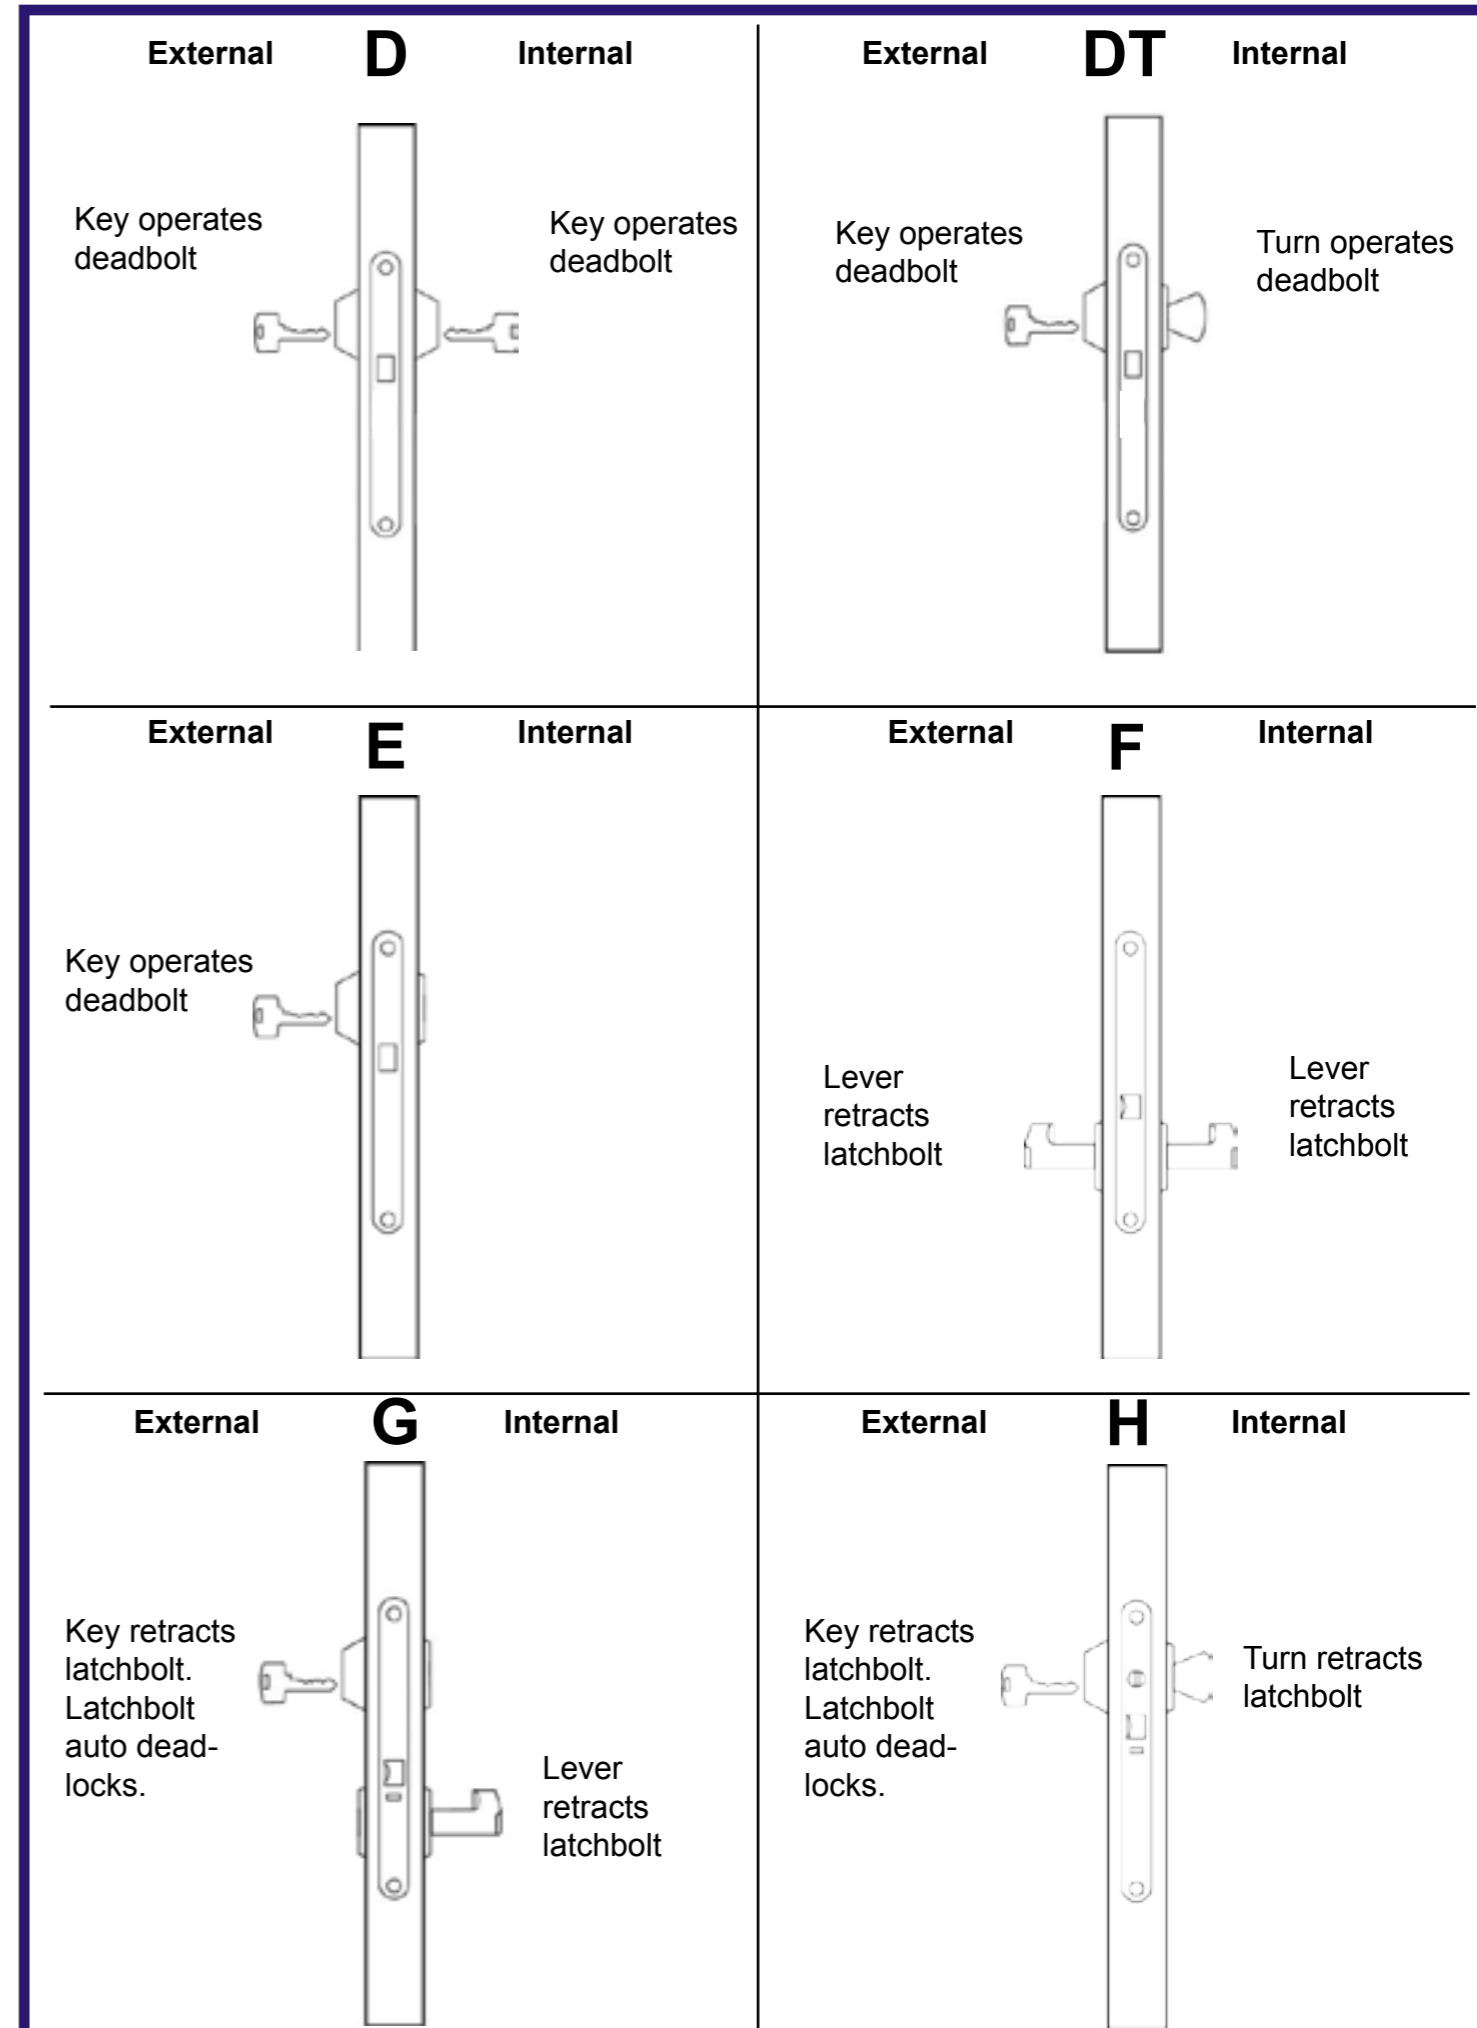 External D Internal
Key operates
deadbolt
Key operates
deadbolt
External DT Internal
Key operates
deadbolt
Turn operates
deadbolt
External E Internal
Key operates
deadbolt
External F Internal
Lever
retracts
latchbolt
Lever
retracts
latchbolt
External G Internal
Key retracts
latchbolt.
Latchbolt
auto dead-
locks.
Lever
retracts
latchbolt
External H Internal
Key retracts
latchbolt.
Latchbolt
auto dead-
locks.
Turn retracts
latchbolt